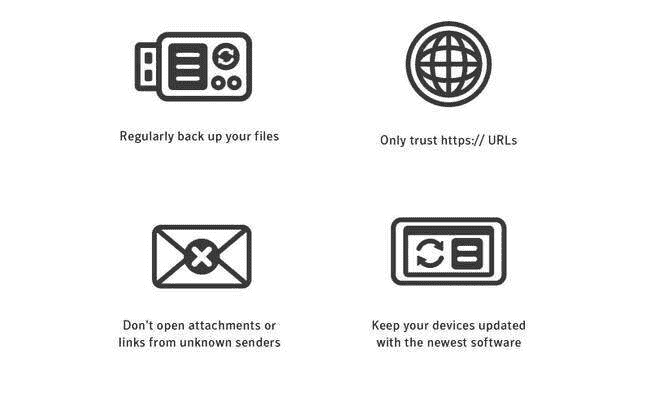 Regularly back up your files
Only trust https:// URLs
Don't open attachments or
links from unknown senders
Keep your devices updated
with the newest software